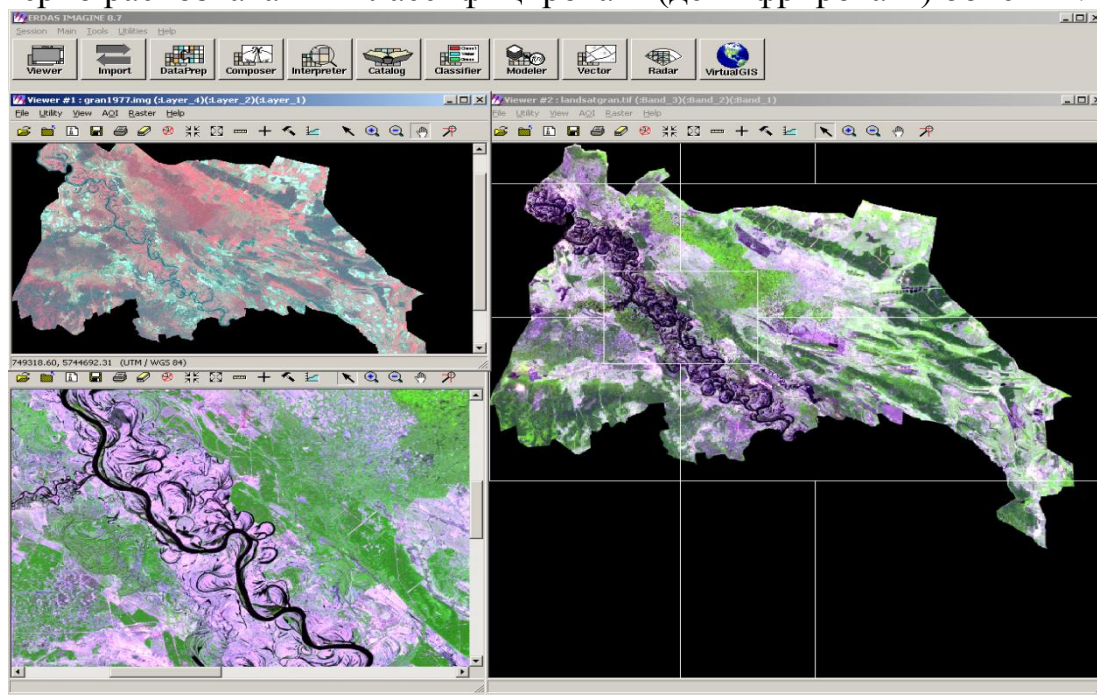 ERDAS IMAGINE 8.7
Session Main Tools Utilities Help
Viewer Import DataPrep Composer Interpreter Catalog Classifier Modeler Vector Radar VirtualGIS
Viewer #1 : gran1977.img (:Layer_4)(:Layer_2)(:Layer_1)
File Utility View AOI Raster Help
749318.60, 5744692.31 (UTM / WGS 84)
Viewer #2 : landsatgran.tif (:Band_3)(:Band_2)(:Band_1)
File Utility View AOI Raster Help